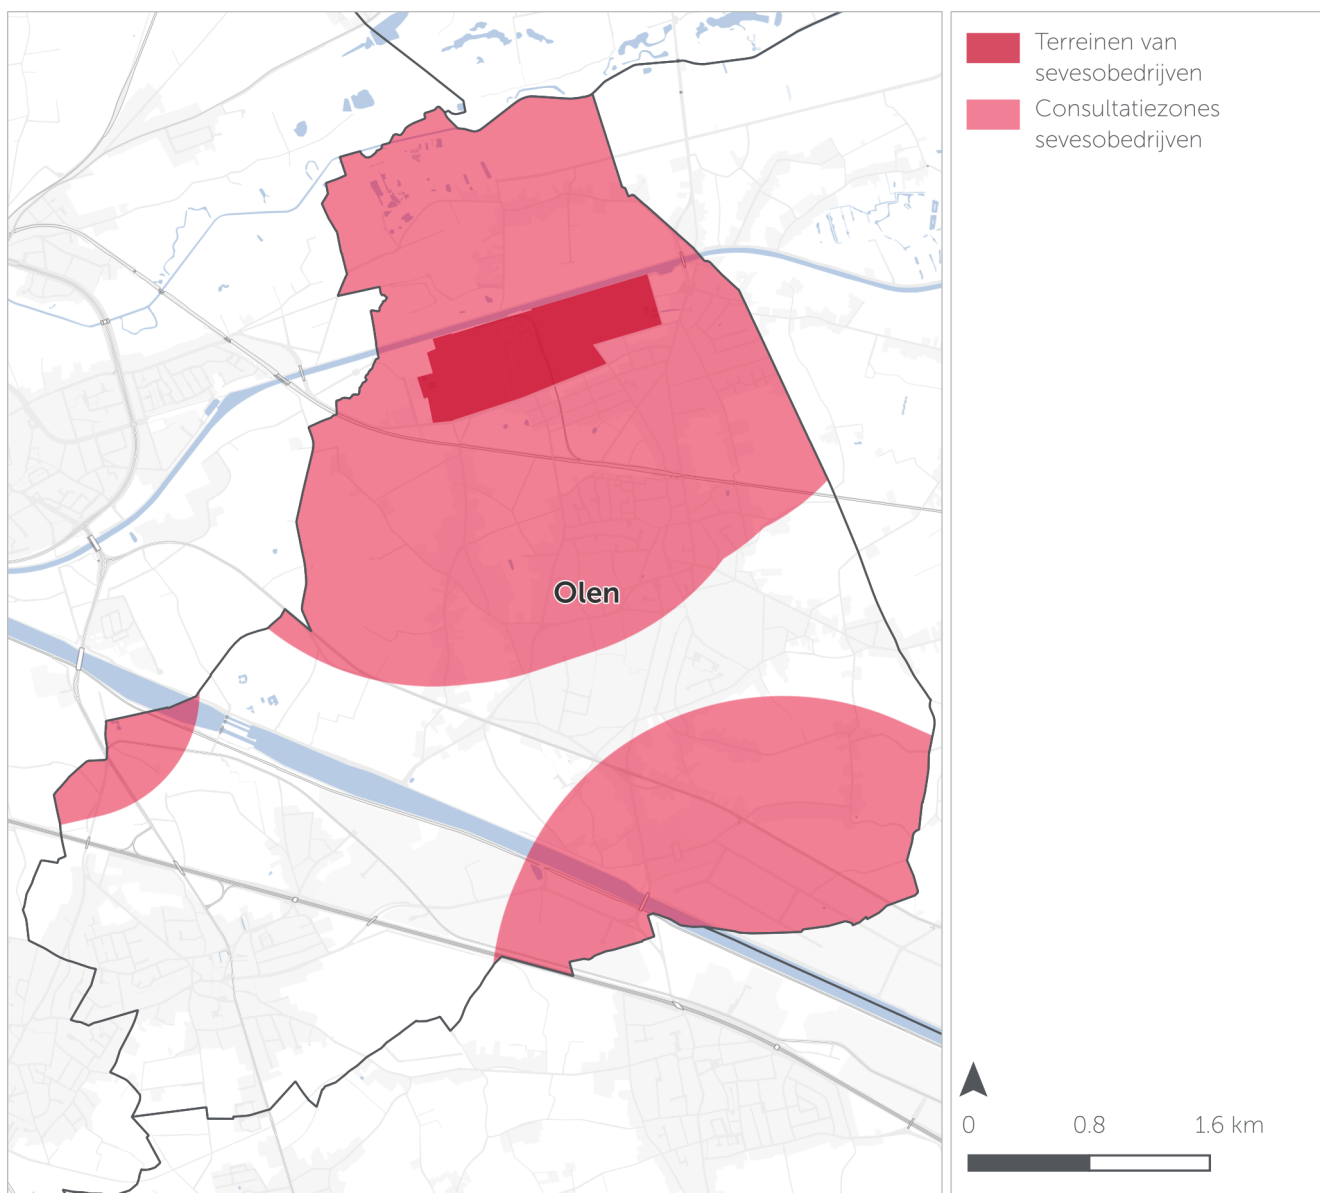 Terreinen van
sevesobedrijven
Consultatiezones
sevesobedrijven
Olen
0 0.8 1.6 km